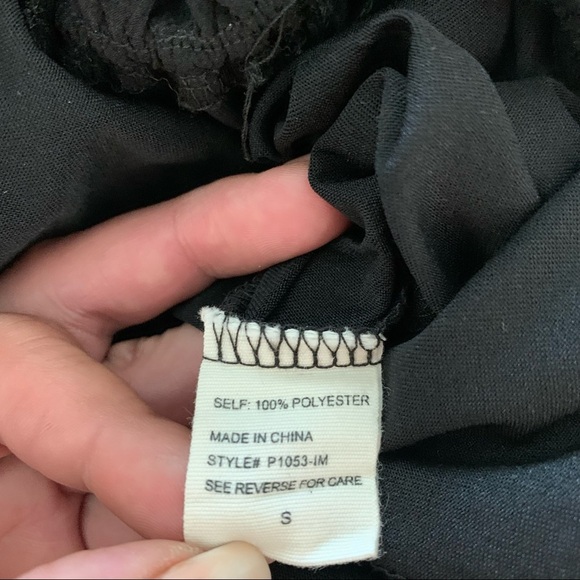 SELF: 100% POLYESTER
MADE IN CHINA
STYLE# P1053-IM
SEE REVERSE FOR CARE
S